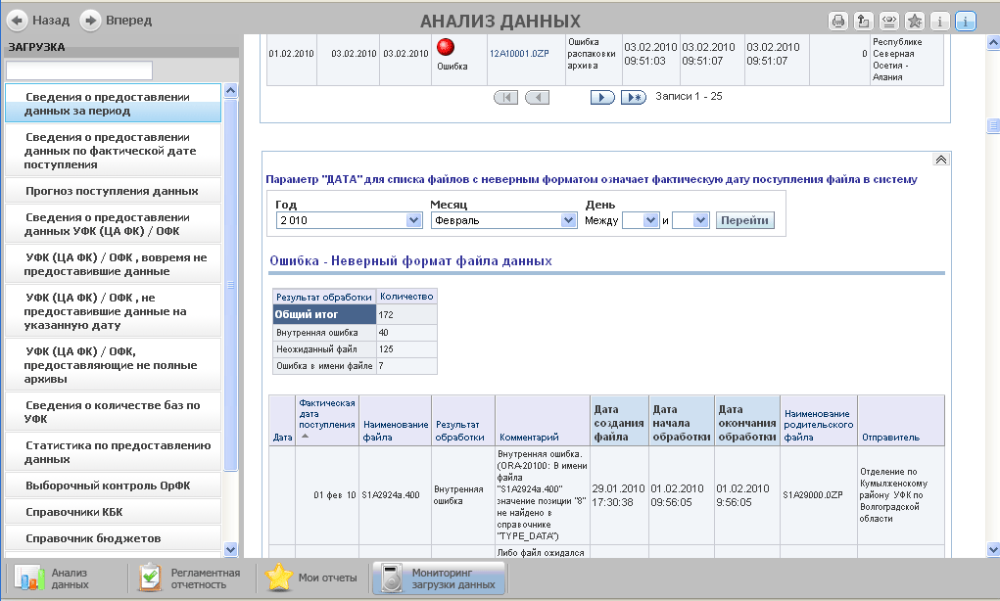 Назад
Вперед
АНАЛИЗ ДАННЫХ
ЗАГРУЗКА
Сведения о предоставлении
данных за период
Сведения о предоставлении
данных по фактической дате
поступления
Прогноз поступления данных
Сведения о предоставлении
данных УФК (ЦА ФК) / ОФК
УФК (ЦА ФК) / ОФК , вовремя не
предоставившие данные
УФК (ЦА ФК) / ОФК , не
предоставившие данные на
указанную дату
УФК (ЦА ФК) / ОФК,
предоставляющие не полные
архивы
Сведения о количестве баз по
УФК
Статистика по предоставлению
данных
Выборочный контроль ОрФК
Справочники КБК
Справочник бюджетов
01.02.2010
03.02.2010
03.02.2010
Ошибка
12A10001.0ZP
Ошибка
распаковки
архива
03.02.2010
09:51:03
03.02.2010
09:51:07
03.02.2010
09:51:07
0
Республике
Северная
Осетия -
Алания
Записи 1 - 25
Параметр "ДАТА" для списка файлов с неверным форматом означает фактическую дату поступления файла в систему
Год
Месяц
День
2 010
Февраль
Между
и
Перейти
Ошибка - Неверный формат файла данных
Результат обработки
Количество
Общий итог
172
Внутренняя ошибка
40
Неожиданный файл
125
Ошибка в имени файле
7
Дата
Фактическая
дата
поступления
Наименование
файла
Результат
обработки
Комментарий
Дата
создания
файла
Дата
начала
обработки
Дата
окончания
обработки
Наименование
родительского
файла
Отправитель
01 фев 10
S1A2924a.400
Внутренняя
ошибка
Внутренняя ошибка.
(ORA-20100: В имени
файла
"S1A2924a.400"
значение позиции "8"
не найдено в
справочнике
"TYPE_DATA")
29.01.2010
17:30:38
01.02.2010
09:56:05
01.02.2010
9:56:05
S1A29000.0ZP
Отделение по
Кумылженскому
району УФК по
Волгоградской
области
Либо файл ожидался
Анализ
данных
Регламентная
отчетность
Мои отчеты
Мониторинг
загрузки данных